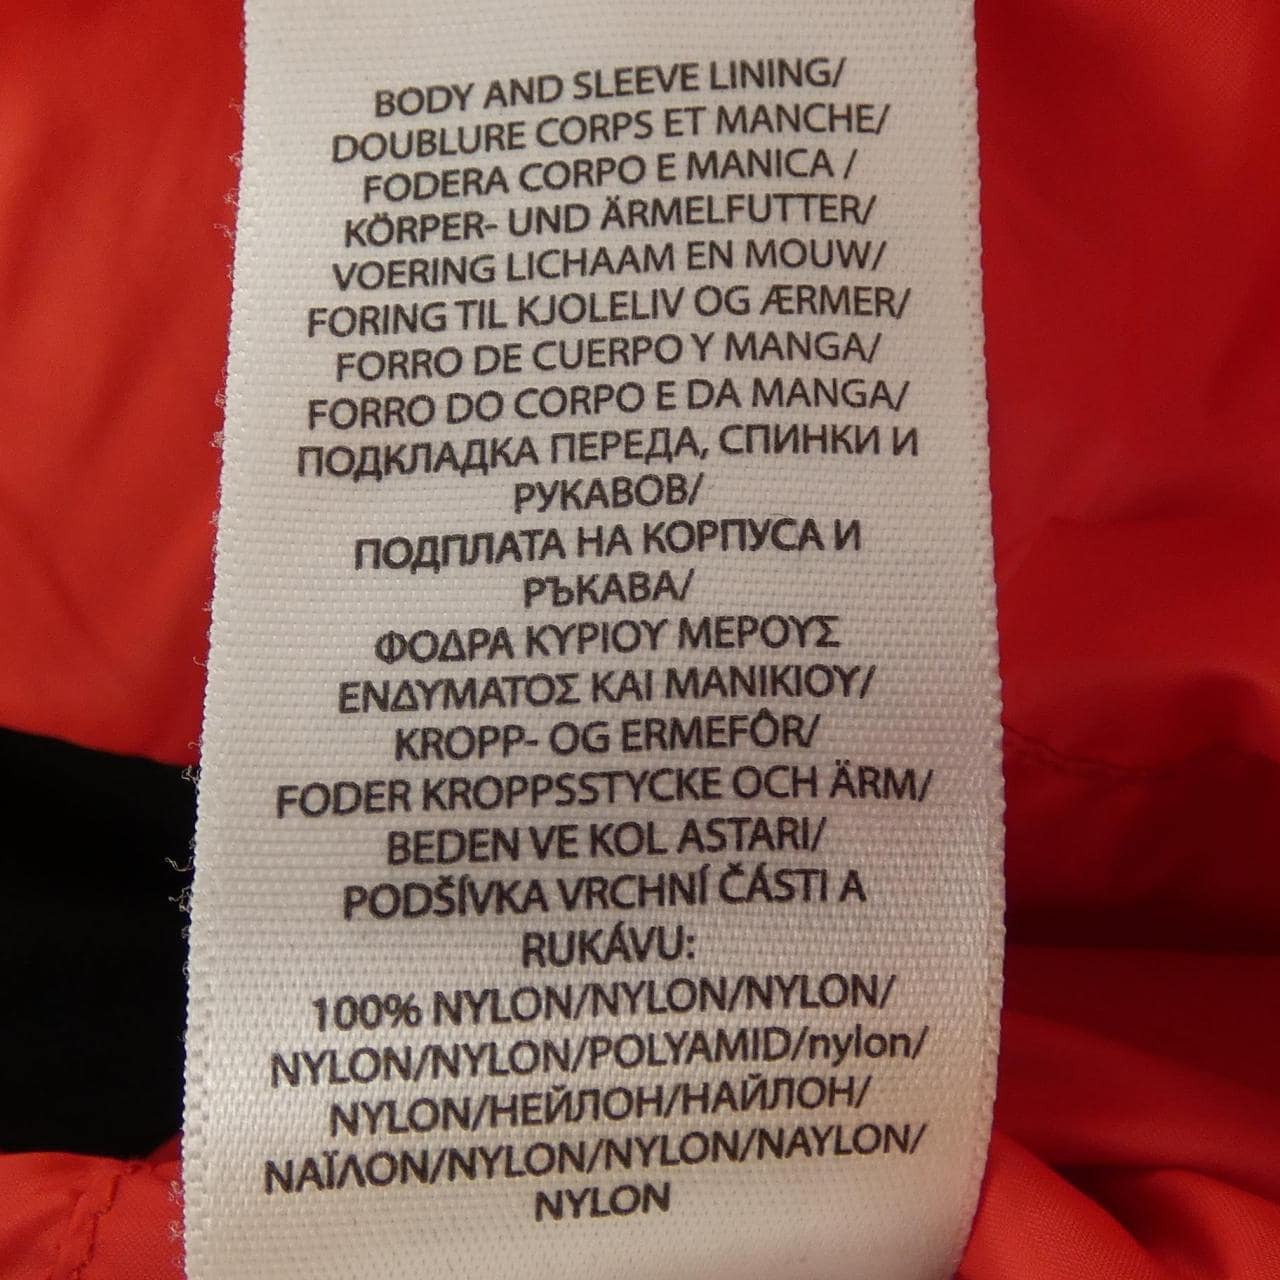 BODY AND SLEEVE LINING/
DOUBLURE CORPS ET MANCHE/
FODERA CORPO E MANICA /
KÖRPER- UND ÄRMELFUTTER/
VOERING LICHAAM EN MOUW/
FORING TIL KJOLELIV OG ÆRMER/
FORRO DE CUERPO Y MANGA/
FORRO DO CORPO E DA MANGA/
ПОДКЛАДКА ПЕРЕДА, СПИНКИ И
РУКАВОВ/
ПОДПЛАТА НА КОРПУСА И
РЪКАВА/
ΦΟΔΡΑ ΚΥΡΙΟΥ ΜΕΡΟΥΣ
ΕΝΔΥΜΑΤΟΣ ΚΑΙ ΜΑΝΙΚΙΟΥ/
KROPP- OG ERMEFÔR/
FODER KROPPSSTYCKE OCH ÄRM/
BEDEN VE KOL ASTARI/
PODŠÍVKA VRCHNÍ ČÁSTI A
RUKÁVU:
100% NYLON/NYLON/NYLON/
NYLON/NYLON/POLYAMID/nylon/
NYLON/НЕЙЛОН/НАЙЛОН/
ΝΑΪΛΟΝ/NYLON/NYLON/NAYLON/
NYLON